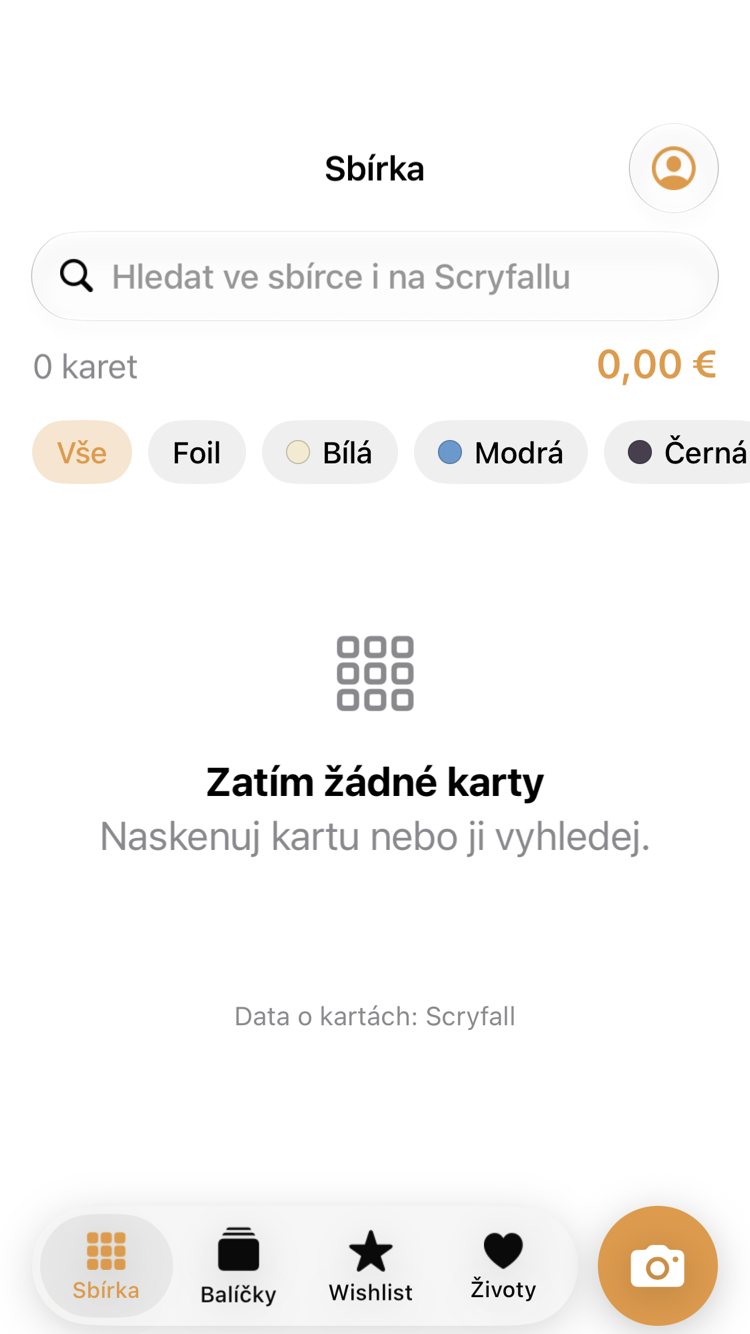 Sbírka
Hledat ve sbírce i na Scryfallu
0 karet
0,00 €
Vše
Foil
Bílá
Modrá
Černá
Zatím žádné karty
Naskenuj kartu nebo ji vyhledej.
Data o kartách: Scryfall
Sbírka
Balíčky
Wishlist
Životy